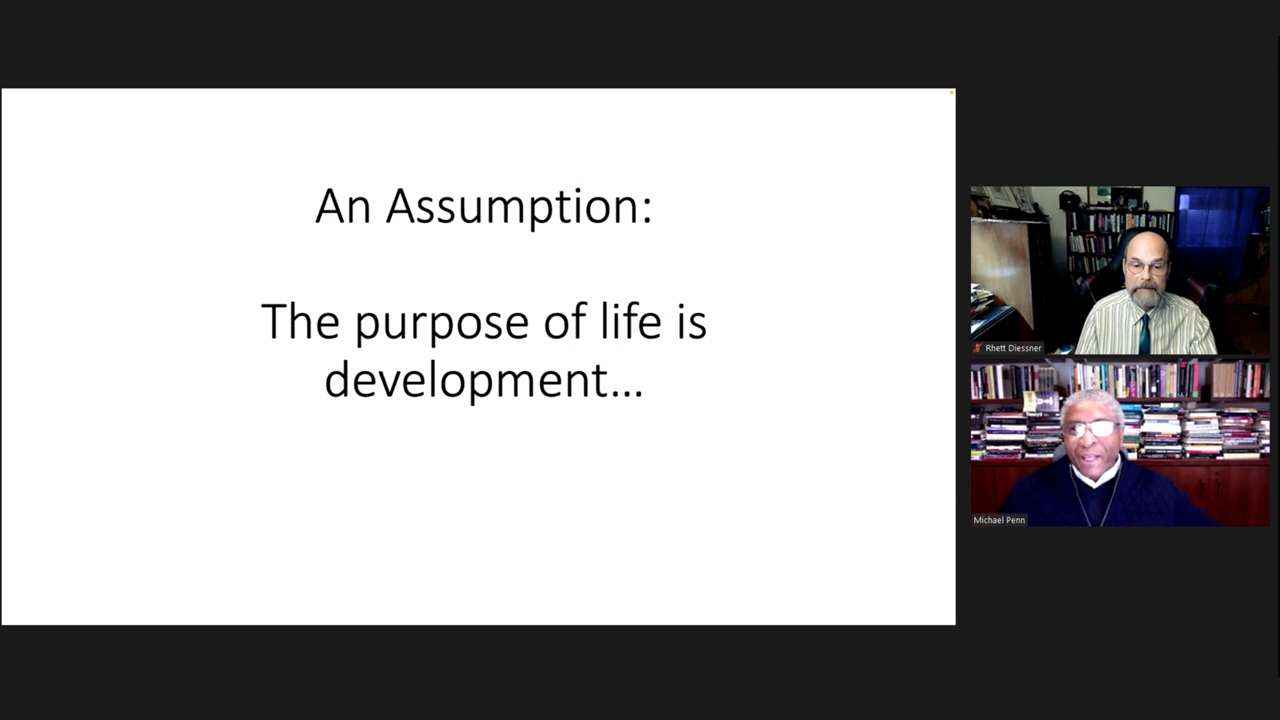 An Assumption:
The purpose of life is
development...
Rhett Diessner
Michael Penn